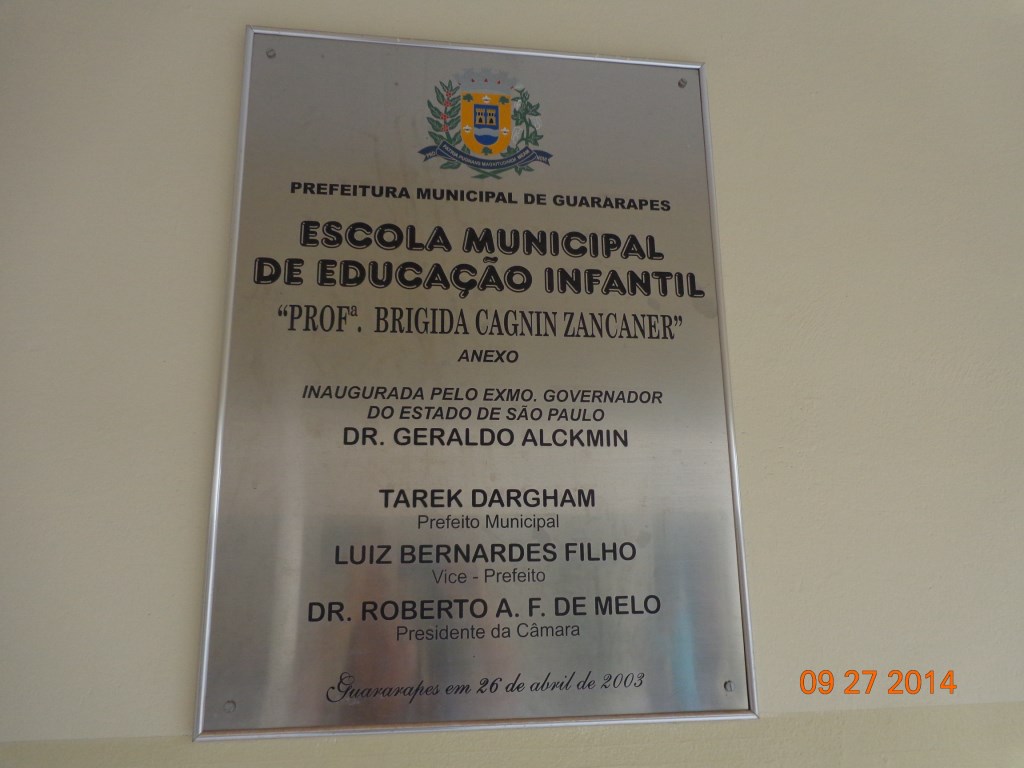 PREFEITURA MUNICIPAL DE GUARARAPES
ESCOLA MUNICIPAL
DE EDUCAÇÃO INFANTIL
“PROFª. BRIGIDA CAGNIN ZANCANER”
ANEXO
INAUGURADA PELO EXMO. GOVERNADOR
DO ESTADO DE SÃO PAULO
DR. GERALDO ALCKMIN
TAREK DARGHAM
Prefeito Municipal
LUIZ BERNARDES FILHO
Vice - Prefeito
DR. ROBERTO A. F. DE MELO
Presidente da Câmara
Guararapes em 26 de abril de 2003
09 27 2014